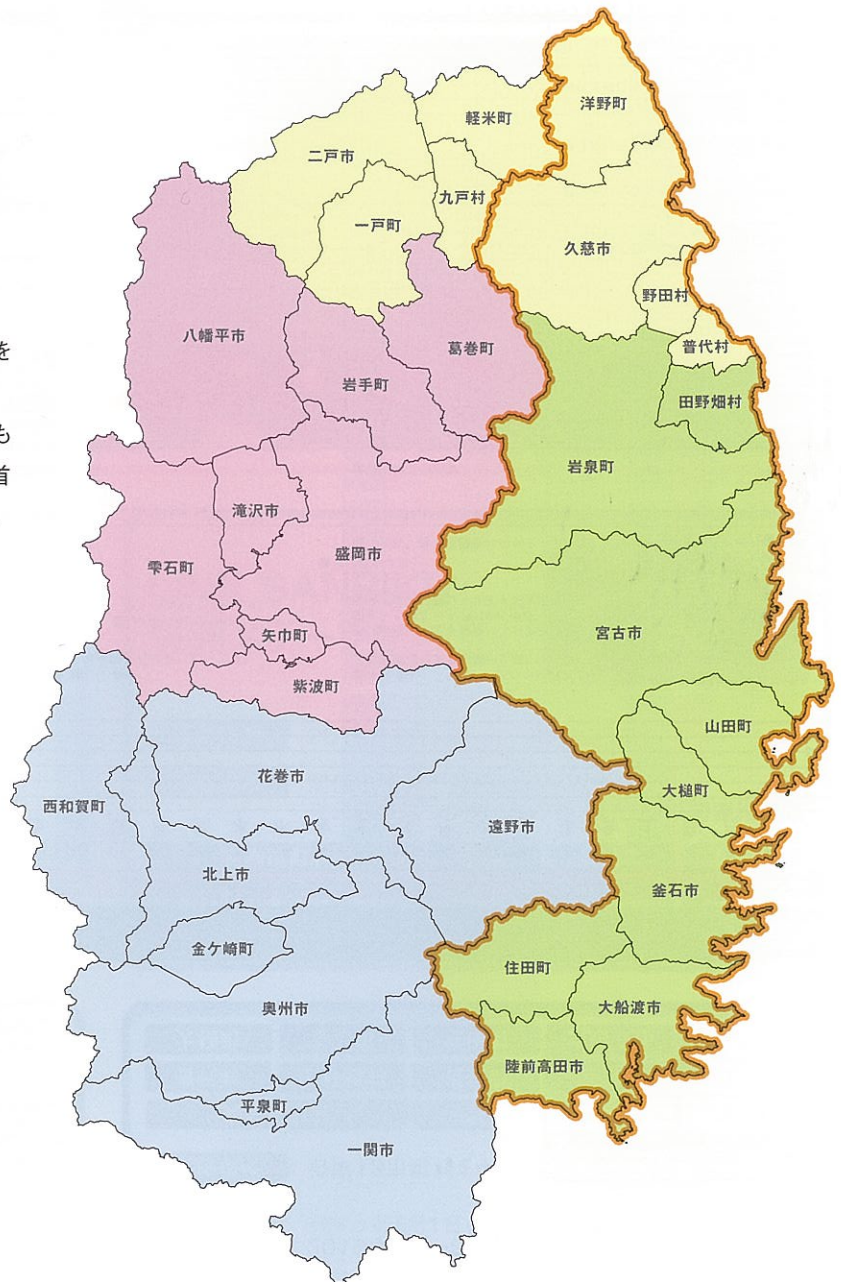 洋野町
軽米町
二戸市
九戸村
一戸町
久慈市
野田村
八幡平市
葛巻町
普代村
を
岩手町
田野畑村
も
岩泉町
首
滝沢市
盛岡市
雫石町
宮古市
矢巾町
紫波町
山田町
花巻市
大槌町
西和賀町
遠野市
北上市
釜石市
金ケ崎町
住田町
奥州市
大船渡市
陸前高田市
平泉町
一関市